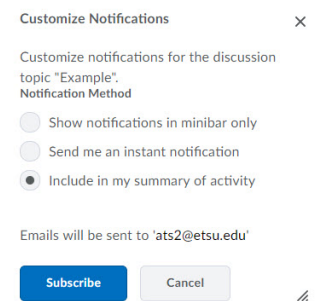 Customize Notifications
Customize notifications for the discussion
topic "Example".
Notification Method
Show notifications in minibar only
Send me an instant notification
Include in my summary of activity
Emails will be sent to 'ats2@etsu.edu'
Subscribe
Cancel